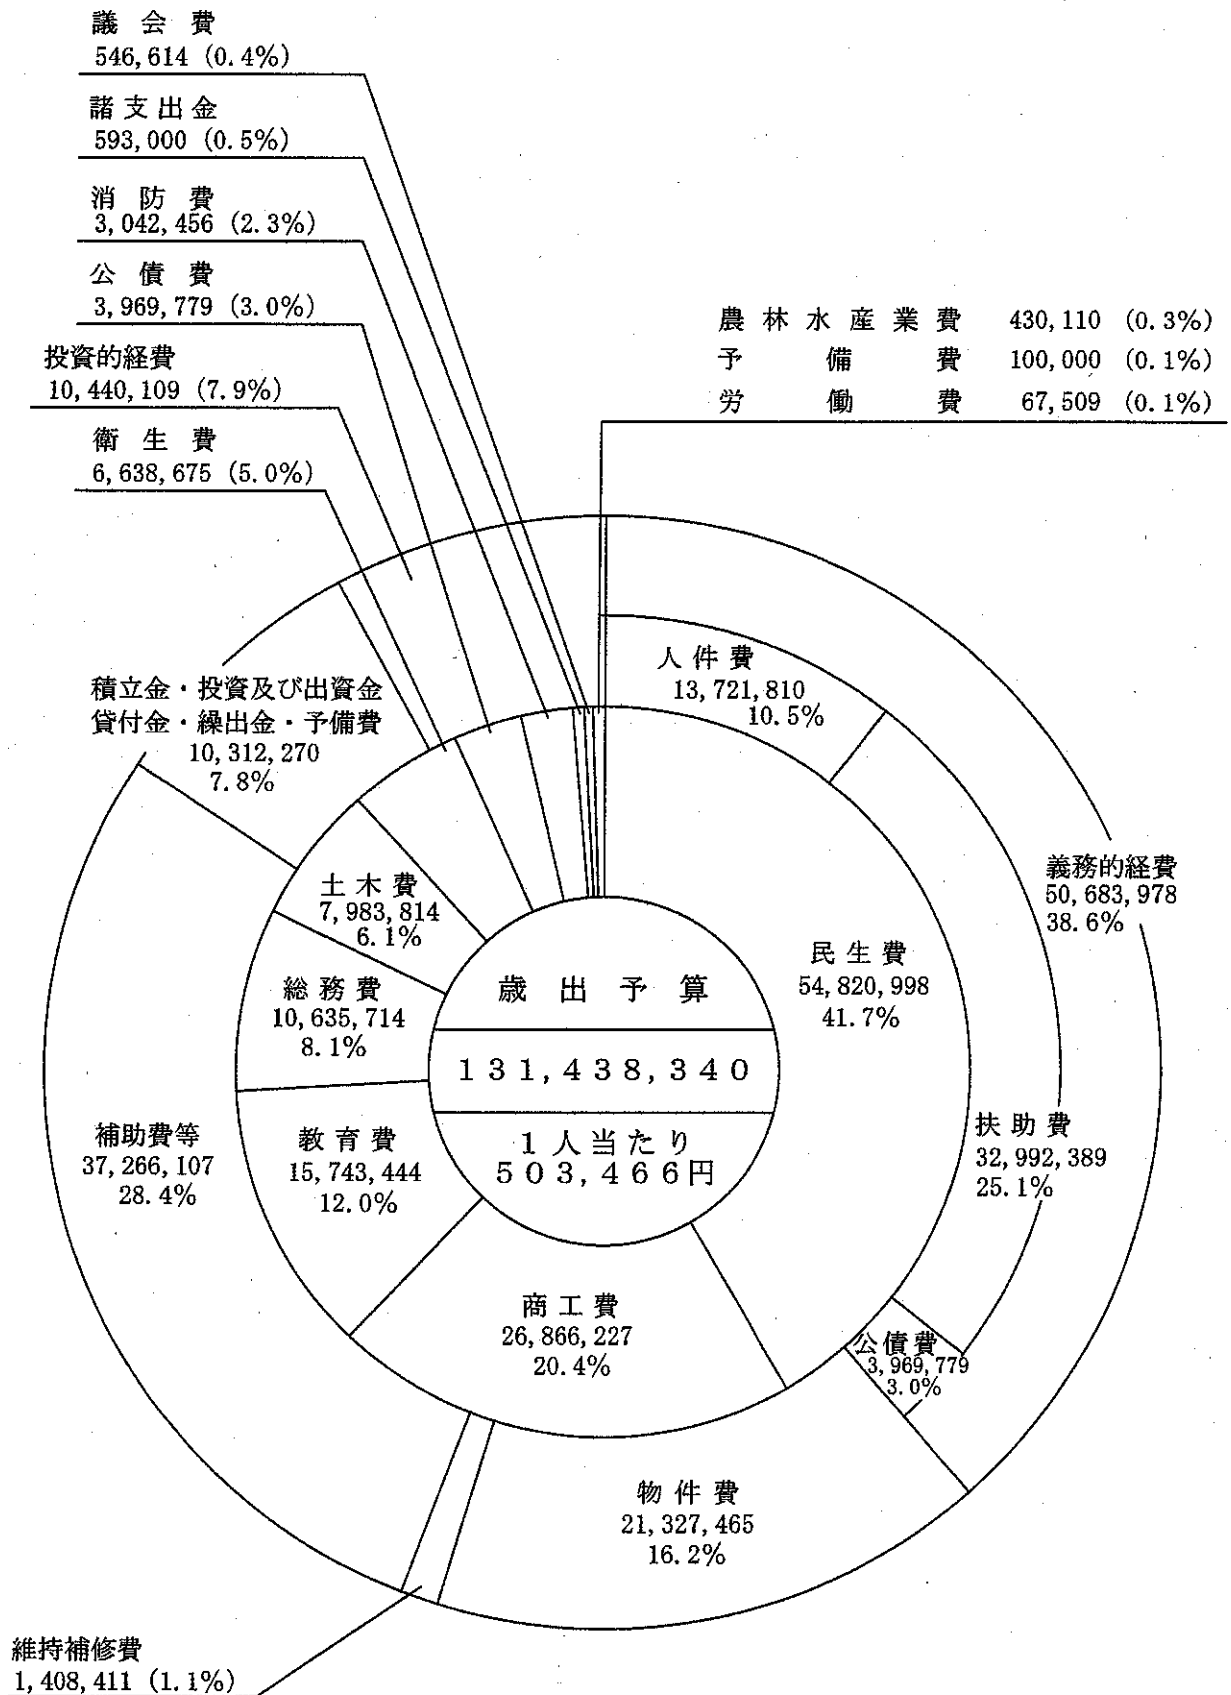 議会費
546,614 (0.4%)
諸支出金
593,000 (0.5%)
消防費
3,042,456 (2.3%)
公債費
3,969,779 (3.0%)
投資的経費
10,440,109 (7.9%)
衛生費
6,638,675 (5.0%)
農林水産業費 430,110 (0.3%)
予備費 100,000 (0.1%)
労働費 67,509 (0.1%)
人件費
13,721,810
10.5%
積立金・投資及び出資金
貸付金・繰出金・予備費
10,312,270
7.8%
義務的経費
50,683,978
38.6%
土木費
7,983,814
6.1%
民生費
54,820,998
41.7%
総務費
10,635,714
8.1%
歳出予算
131,438,340
1人当たり
503,466円
補助費等
37,266,107
28.4%
教育費
15,743,444
12.0%
扶助費
32,992,389
25.1%
商工費
26,866,227
20.4%
公債費
3,969,779
3.0%
物件費
21,327,465
16.2%
維持補修費
1,408,411 (1.1%)